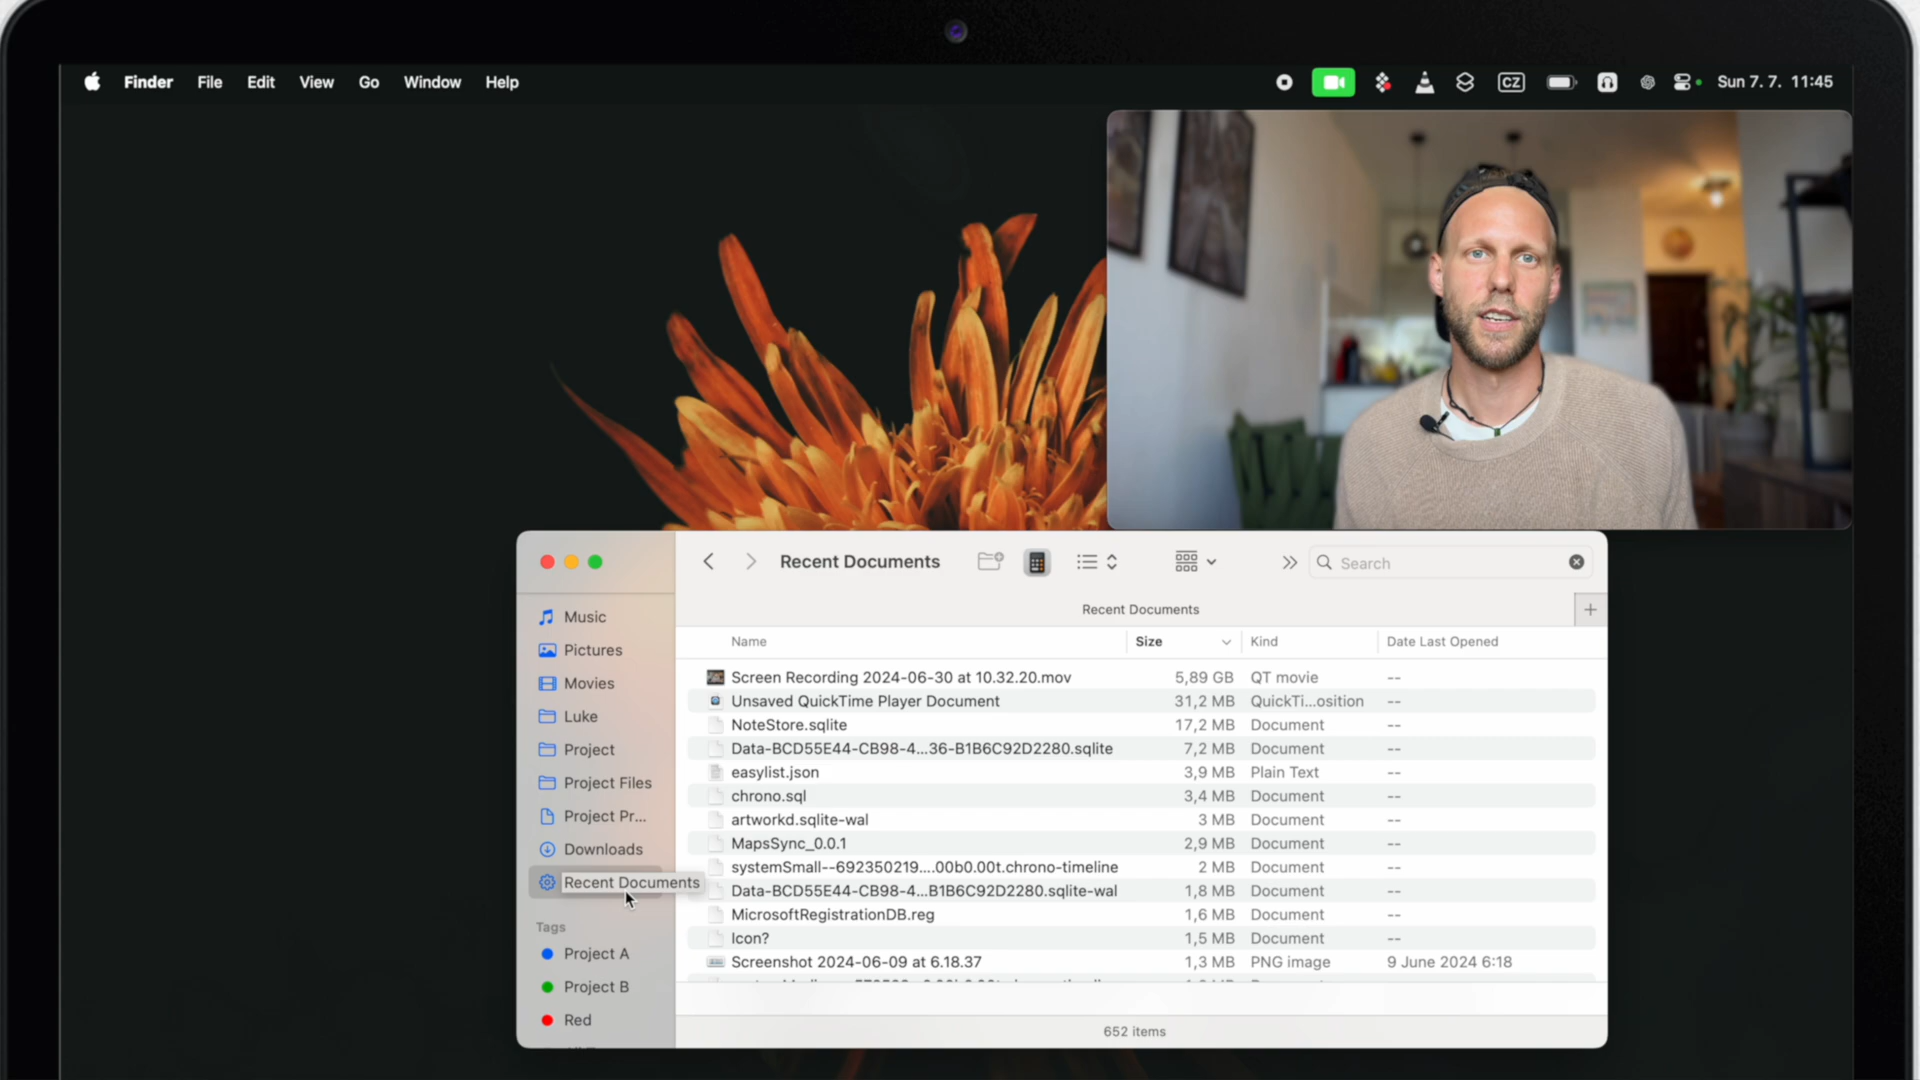 Finder File Edit View Go Window Help CZ Sun 7. 7. 11:45
Recent Documents Search
Recent Documents +
Name Size Kind Date Last Opened
Screen Recording 2024-06-30 at 10.32.20.mov 5,89 GB QT movie --
Unsaved QuickTime Player Document 31,2 MB QuickTi...osition --
NoteStore.sqlite 17,2 MB Document --
Data-BCD55E44-CB98-4...36-B1B6C92D2280.sqlite 7,2 MB Document --
easylist.json 3,9 MB Plain Text --
chrono.sql 3,4 MB Document --
artworkd.sqlite-wal 3 MB Document --
MapsSync_0.0.1 2,9 MB Document --
systemSmall--692350219....00b0.00t.chrono-timeline 2 MB Document --
Data-BCD55E44-CB98-4...B1B6C92D2280.sqlite-wal 1,8 MB Document --
MicrosoftRegistrationDB.reg 1,6 MB Document --
Icon? 1,5 MB Document --
Screenshot 2024-06-09 at 6.18.37 1,3 MB PNG image 9 June 2024 6:18
652 items
Music
Pictures
Movies
Luke
Project
Project Files
Project Pr...
Downloads
Recent Documents
Tags
Project A
Project B
Red